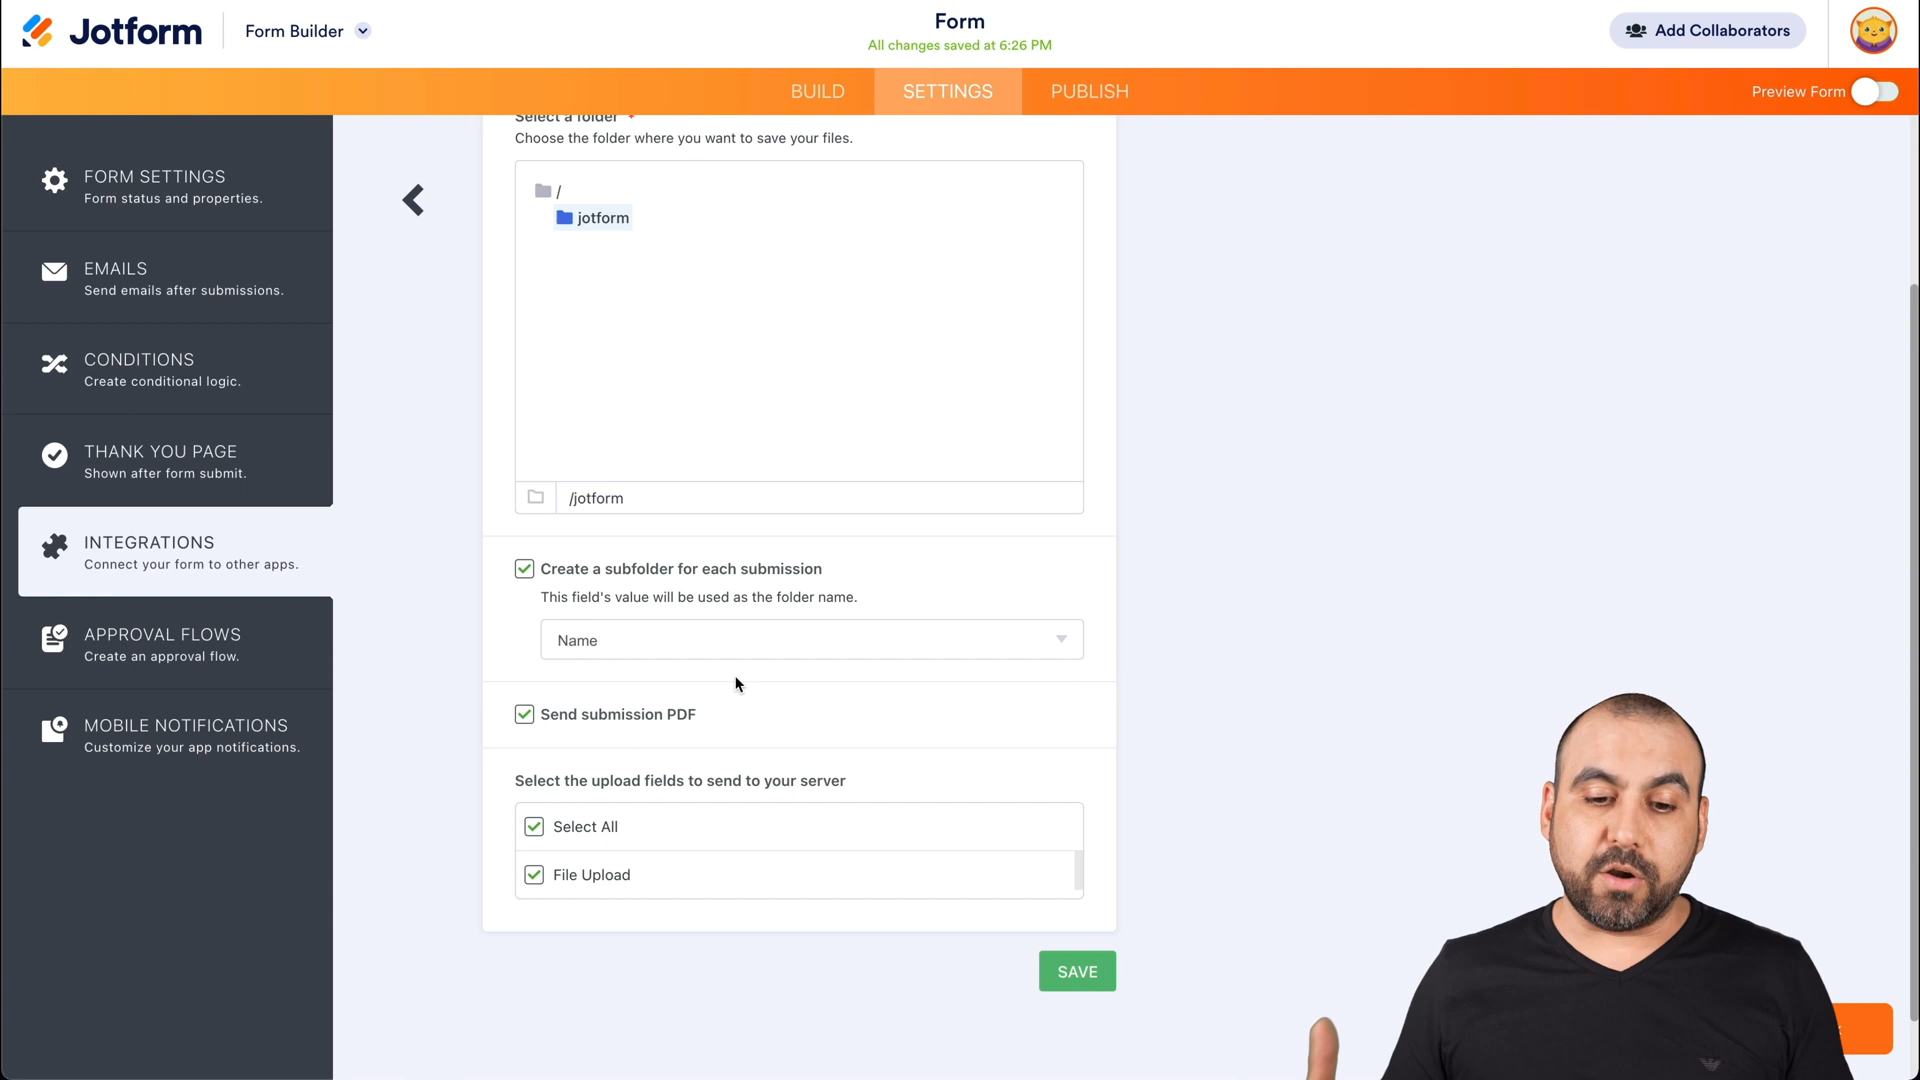 Jotform
Form Builder
Form
All changes saved at 6:26 PM
Add Collaborators
BUILD
SETTINGS
PUBLISH
Preview Form
FORM SETTINGS
Form status and properties.
EMAILS
Send emails after submissions.
CONDITIONS
Create conditional logic.
THANK YOU PAGE
Shown after form submit.
INTEGRATIONS
Connect your form to other apps.
APPROVAL FLOWS
Create an approval flow.
MOBILE NOTIFICATIONS
Customize your app notifications.
Select a folder *
Choose the folder where you want to save your files.
/
jotform
/jotform
Create a subfolder for each submission
This field's value will be used as the folder name.
Name
Send submission PDF
Select the upload fields to send to your server
Select All
File Upload
SAVE